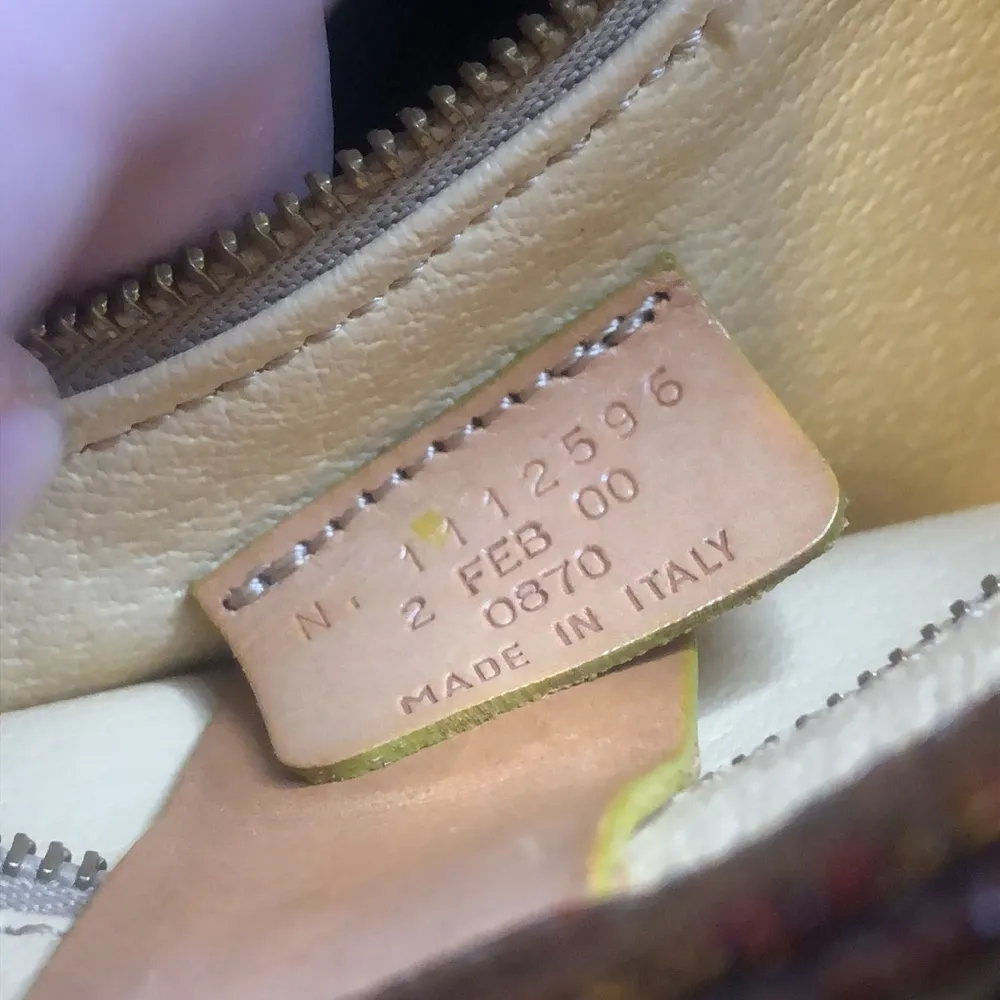 N. 1112596
2 FEB 00
0870
MADE IN ITALY